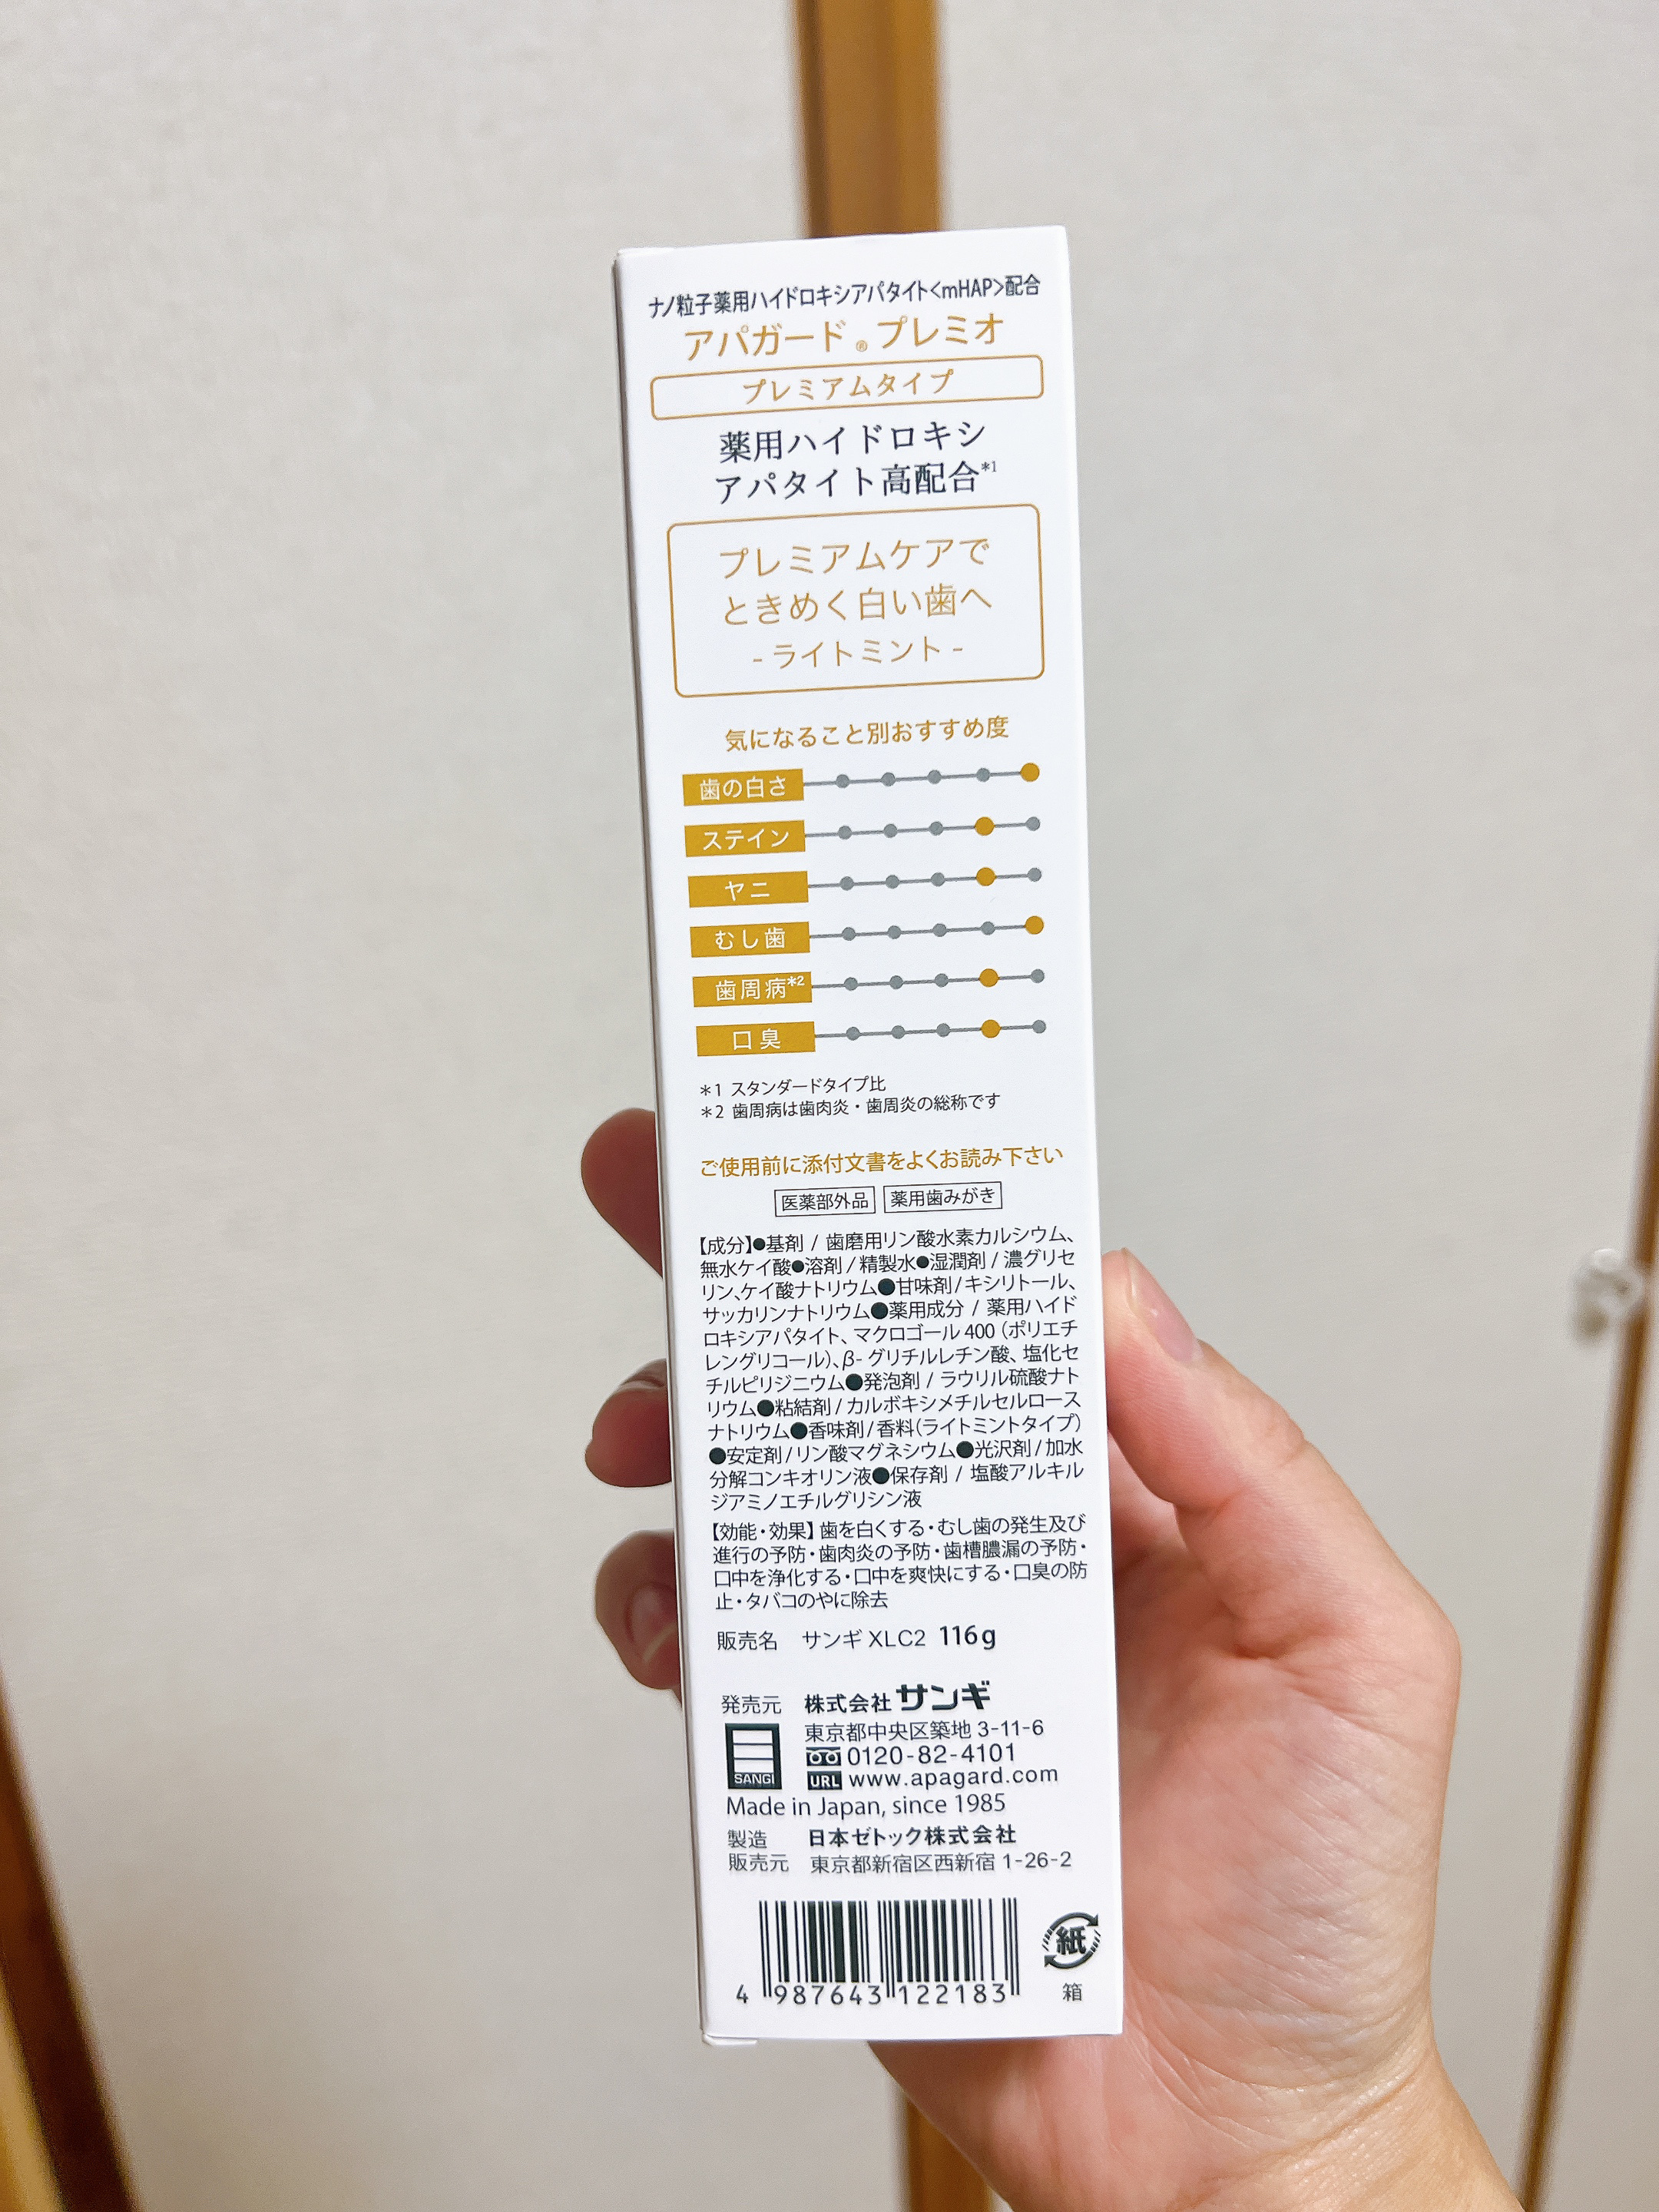 ナノ粒子薬用ハイドロキシアパタイト<mHAP>配合
アパガード®プレミオ
プレミアムタイプ
薬用ハイドロキシ
アパタイト高配合*1
プレミアムケアで
ときめく白い歯へ
- ライトミント -
気になること別おすすめ度
歯の白さ
ステイン
ヤニ
むし歯
歯周病*2
口臭
*1 スタンダードタイプ比
*2 歯周病は歯肉炎・歯周炎の総称です
ご使用前に添付文書をよくお読み下さい
医薬部外品 薬用歯みがき
【成分】●基剤 / 歯磨用リン酸水素カルシウム、
無水ケイ酸●溶剤 / 精製水●湿潤剤 / 濃グリセ
リン、ケイ酸ナトリウム●甘味剤/キシリトール、
サッカリンナトリウム●薬用成分 / 薬用ハイド
ロキシアパタイト、マクロゴール 400（ポリエチ
レングリコール）、β- グリチルレチン酸、塩化セ
チルピリジニウム●発泡剤 / ラウリル硫酸ナト
リウム●粘結剤 / カルボキシメチルセルロース
ナトリウム●香味剤/香料（ライトミントタイプ）
●安定剤/リン酸マグネシウム●光沢剤/加水
分解コンキオリン液●保存剤 / 塩酸アルキル
ジアミノエチルグリシン液
【効能・効果】歯を白くする・むし歯の発生及び
進行の予防・歯肉炎の予防・歯槽膿漏の予防・
口中を浄化する・口中を爽快にする・口臭の防
止・タバコのやに除去
販売名 サンギ XLC2 116g
発売元 株式会社サンギ
東京都中央区築地 3-11-6
0120-82-4101
SANGI URL www.apagard.com
Made in Japan, since 1985
製造 日本ゼトック株式会社
販売元 東京都新宿区西新宿 1-26-2
4 987643 122183
紙
箱